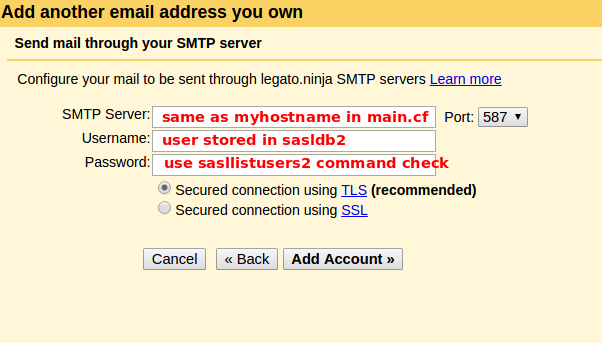 Add another email address you own
Send mail through your SMTP server
Configure your mail to be sent through legato.ninja SMTP servers Learn more
SMTP Server: same as myhostname in main.cf Port: 587
Username: user stored in sasldb2
Password: use sasllistusers2 command check
Secured connection using TLS (recommended)
Secured connection using SSL
Cancel « Back Add Account »